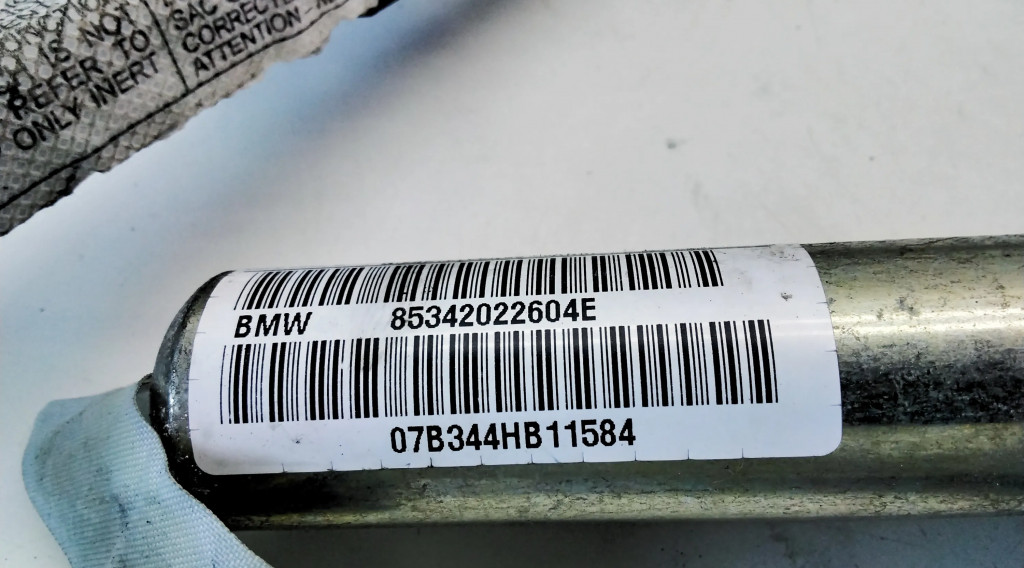 IS NOT
REFER TO
ONLY INERT
SAC
CORRECTE
ATTENTION -
BMW 85342022604E
07B344HB11584